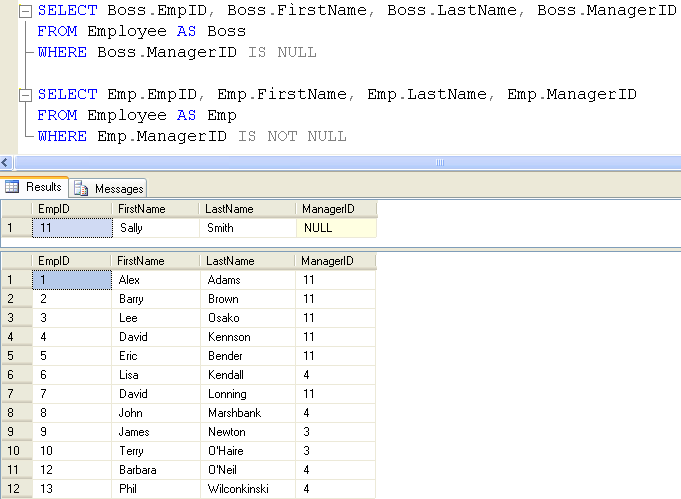 SELECT Boss.EmpID, Boss.FirstName, Boss.LastName, Boss.ManagerID
FROM Employee AS Boss
WHERE Boss.ManagerID IS NULL
SELECT Emp.EmpID, Emp.FirstName, Emp.LastName, Emp.ManagerID
FROM Employee AS Emp
WHERE Emp.ManagerID IS NOT NULL
Results Messages
EmpID FirstName LastName ManagerID
1 11 Sally Smith NULL
EmpID FirstName LastName ManagerID
1 1 Alex Adams 11
2 2 Barry Brown 11
3 3 Lee Osako 11
4 4 David Kennson 11
5 5 Eric Bender 11
6 6 Lisa Kendall 4
7 7 David Lonning 11
8 8 John Marshbank 4
9 9 James Newton 3
10 10 Terry O'Haire 3
11 12 Barbara O'Neil 4
12 13 Phil Wilconkinski 4